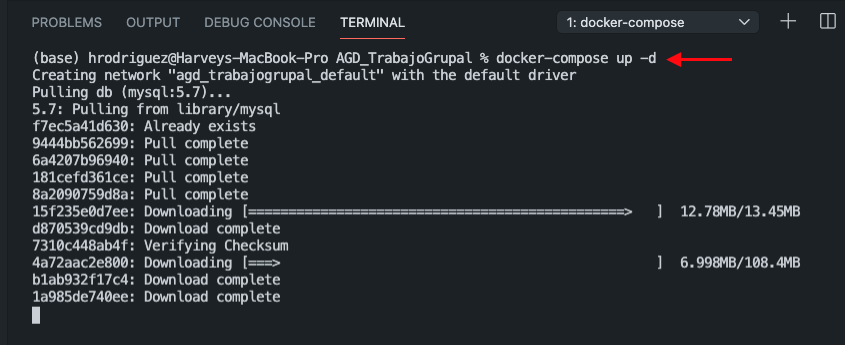 PROBLEMS OUTPUT DEBUG CONSOLE TERMINAL 1: docker-compose
(base) hrodriguez@Harveys-MacBook-Pro AGD_TrabajoGrupal % docker-compose up -d
Creating network "agd_trabajogrupal_default" with the default driver
Pulling db (mysql:5.7)...
5.7: Pulling from library/mysql
f7ec5a41d630: Already exists
9444bb562699: Pull complete
6a4207b96940: Pull complete
181cefd361ce: Pull complete
8a2090759d8a: Pull complete
15f235e0d7ee: Downloading [===============================================>   ]  12.78MB/13.45MB
d870539cd9db: Download complete
7310c448ab4f: Verifying Checksum
4a72aac2e800: Downloading [===>                                               ]  6.998MB/108.4MB
b1ab932f17c4: Download complete
1a985de740ee: Download complete